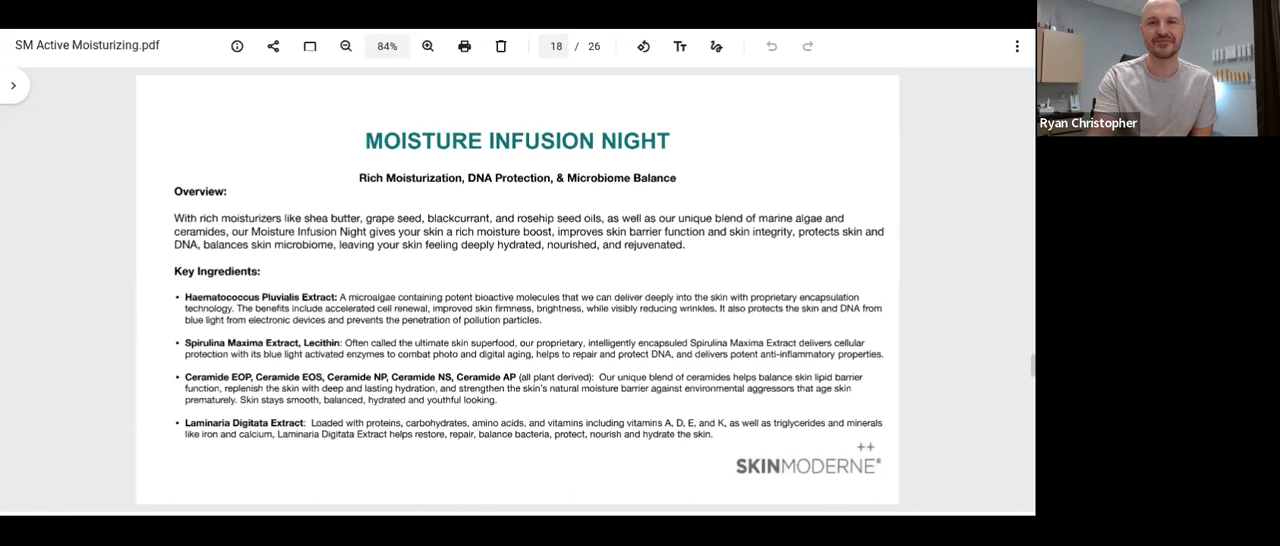 SM Active Moisturizing.pdf
84%
18 / 26
Ryan Christopher
MOISTURE INFUSION NIGHT
Rich Moisturization, DNA Protection, & Microbiome Balance
Overview:
With rich moisturizers like shea butter, grape seed, blackcurrant, and rosehip seed oils, as well as our unique blend of marine algae and
ceramides, our Moisture Infusion Night gives your skin a rich moisture boost, improves skin barrier function and skin integrity, protects skin and
DNA, balances skin microbiome, leaving your skin feeling deeply hydrated, nourished, and rejuvenated.
Key Ingredients:
• Haematococcus Pluvialis Extract: A microalgae containing potent bioactive molecules that we can deliver deeply into the skin with proprietary encapsulation
technology. The benefits include accelerated cell renewal, improved skin firmness, brightness, while visibly reducing wrinkles. It also protects the skin and DNA from
blue light from electronic devices and prevents the penetration of pollution particles.
• Spirulina Maxima Extract, Lecithin: Often called the ultimate skin superfood, our proprietary, intelligently encapsuled Spirulina Maxima Extract delivers cellular
protection with its blue light activated enzymes to combat photo and digital aging, helps to repair and protect DNA, and delivers potent anti-inflammatory properties.
• Ceramide EOP, Ceramide EOS, Ceramide NP, Ceramide NS, Ceramide AP (all plant derived): Our unique blend of ceramides helps balance skin lipid barrier
function, replenish the skin with deep and lasting hydration, and strengthen the skin's natural moisture barrier against environmental aggressors that age skin
prematurely. Skin stays smooth, balanced, hydrated and youthful looking.
• Laminaria Digitata Extract: Loaded with proteins, carbohydrates, amino acids, and vitamins including vitamins A, D, E, and K, as well as triglycerides and minerals
like iron and calcium, Laminaria Digitata Extract helps restore, repair, balance bacteria, protect, nourish and hydrate the skin.
++
SKINMODERNE®